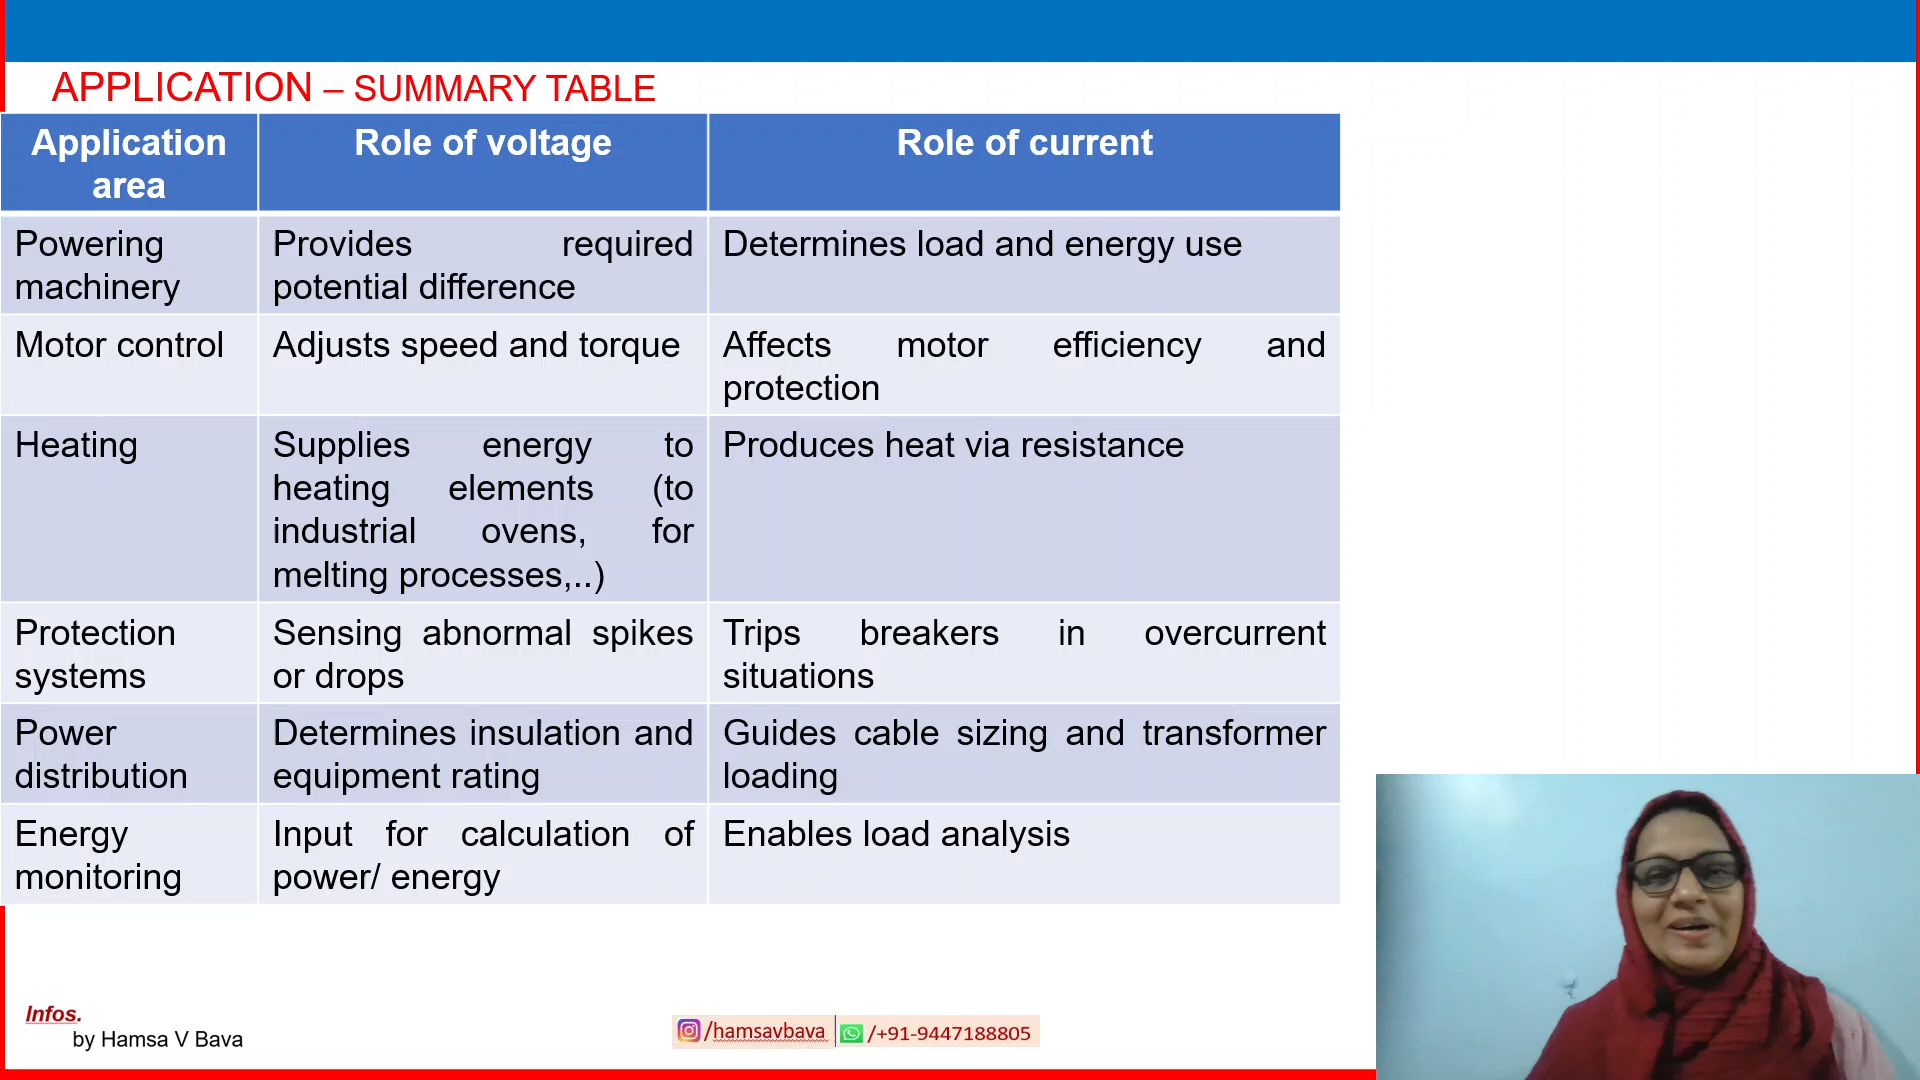 APPLICATION – SUMMARY TABLE
Application
area
Role of voltage
Role of current
Powering
machinery
Provides required
potential difference
Determines load and energy use
Motor control
Adjusts speed and torque
Affects motor efficiency and
protection
Heating
Supplies energy to
heating elements (to
industrial ovens, for
melting processes,..)
Produces heat via resistance
Protection
systems
Sensing abnormal spikes
or drops
Trips breakers in overcurrent
situations
Power
distribution
Determines insulation and
equipment rating
Guides cable sizing and transformer
loading
Energy
monitoring
Input for calculation of
power/ energy
Enables load analysis
Infos.
by Hamsa V Bava
/hamsavbava
/+91-9447188805